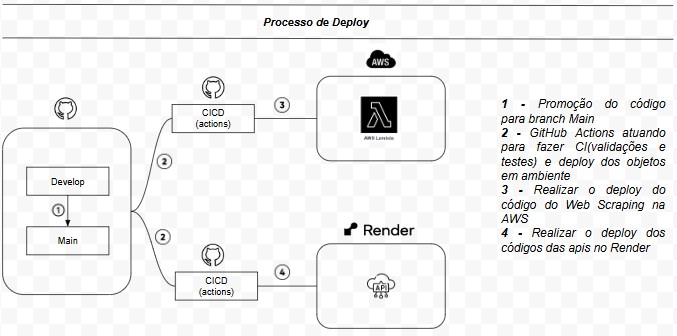 Processo de Deploy
AWS
CICD
(actions)
3
AWS Lambda
Develop
1
Main
2
2
Render
CICD
(actions)
4
API
1 - Promoção do código
para branch Main
2 - GitHub Actions atuando
para fazer CI(validações e
testes) e deploy dos objetos
em ambiente
3 - Realizar o deploy do
código do Web Scraping na
AWS
4 - Realizar o deploy dos
códigos das apis no Render